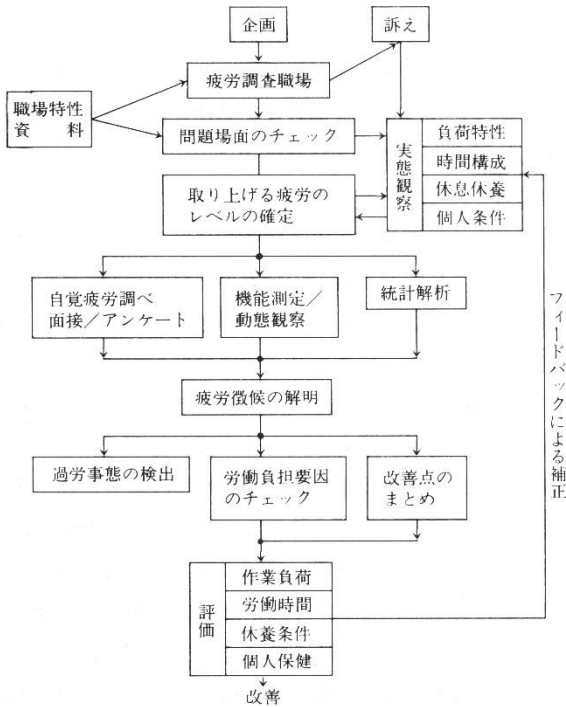 企画
訴え
疲労調査職場
職場特性
資料
問題場面のチェック
実態観察
負荷特性
時間構成
休息休養
個人条件
取り上げる疲労の
レベルの確定
自覚疲労調べ
面接／アンケート
機能測定／
動態観察
統計解析
フィードバックによる補正
疲労徴候の解明
過労事態の検出
労働負担要因
のチェック
改善点の
まとめ
評価
作業負荷
労働時間
休養条件
個人保健
改善